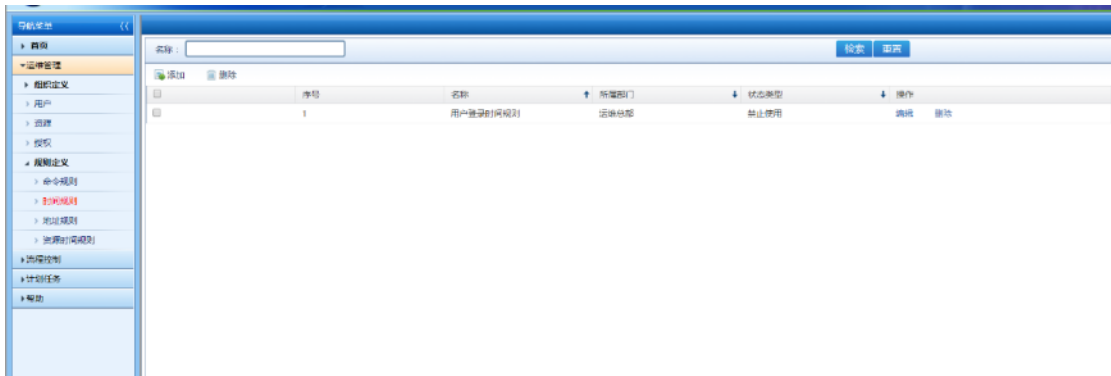 导航菜单
首页
运维管理
组织定义
用户
资源
授权
规则定义
命令规则
时间规则
地址规则
资源时间规则
流程控制
计划任务
帮助
名称：
检索 重置
添加 删除
序号 名称 所属部门 状态类型 操作
1 用户登录时间规则 运维总部 禁止使用 编辑 删除